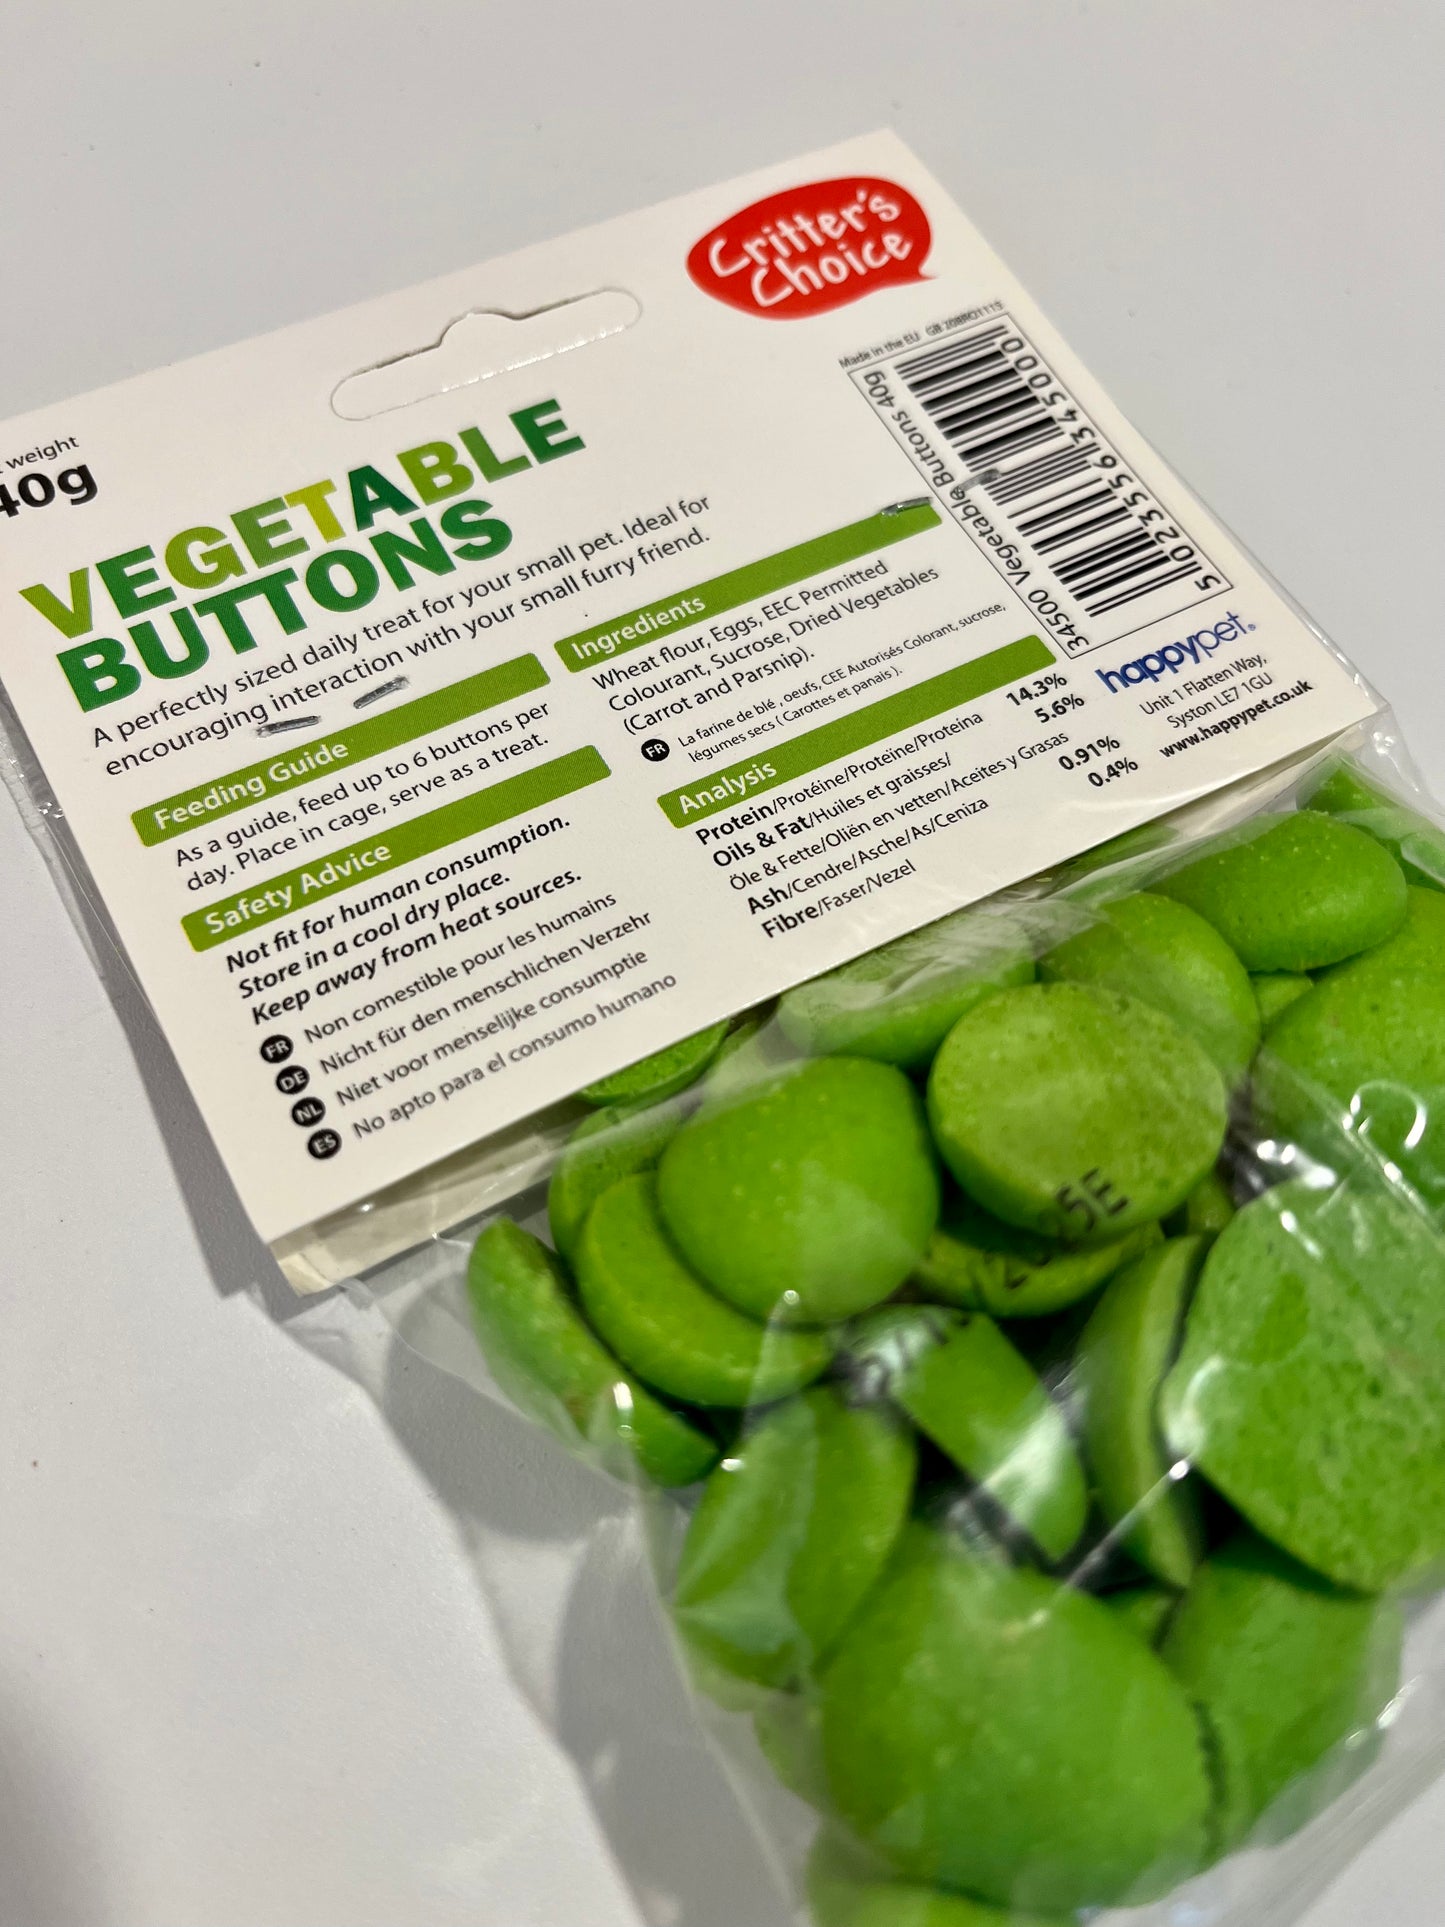 Critter's
Choice
weight
40g
VEGETABLE
BUTTONS
A perfectly sized daily treat for your small pet. Ideal for
encouraging interaction with your small furry friend.
Feeding Guide
As a guide, feed up to 6 buttons per
day. Place in cage, serve as a treat.
Safety Advice
Not fit for human consumption.
Store in a cool dry place.
Keep away from heat sources.
FR Non comestible pour les humains
DE Nicht für den menschlichen Verzehr
NL Niet voor menselijke consumptie
ES No apto para el consumo humano
Ingredients
Wheat flour, Eggs, EEC Permitted
Colourant, Sucrose, Dried Vegetables
(Carrot and Parsnip).
FR La farine de blé , oeufs, CEE Autorisés Colorant, sucrose,
légumes secs ( Carottes et panais ).
Analysis
Protein/Protéine/Proteïne/Proteina 14.3%
Oils & Fat/Huiles et graisses/ 5.6%
Öle & Fette/Oliën en vetten/Aceites y Grasas
Ash/Cendre/Asche/As/Ceniza 0.91%
Fibre/Faser/Vezel 0.4%
Made in the EU
34500 Vegetable Buttons 40g
5 023556 345000
happypet
Unit 1 Flatten Way,
Syston LE7 1GU
www.happypet.co.uk